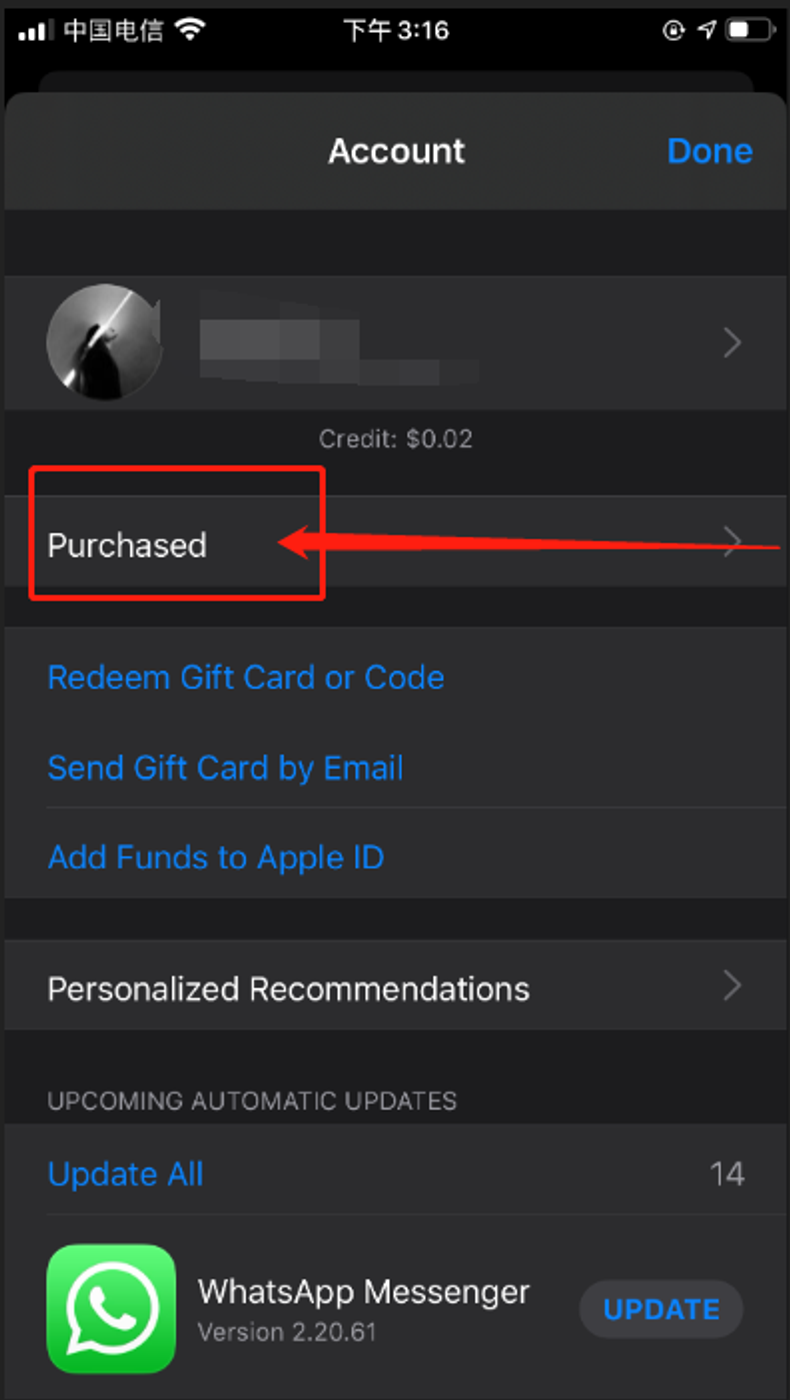 中国电信 下午 3:16
Account Done
Credit: $0.02
Purchased
Redeem Gift Card or Code
Send Gift Card by Email
Add Funds to Apple ID
Personalized Recommendations
UPCOMING AUTOMATIC UPDATES
Update All 14
WhatsApp Messenger
Version 2.20.61
UPDATE